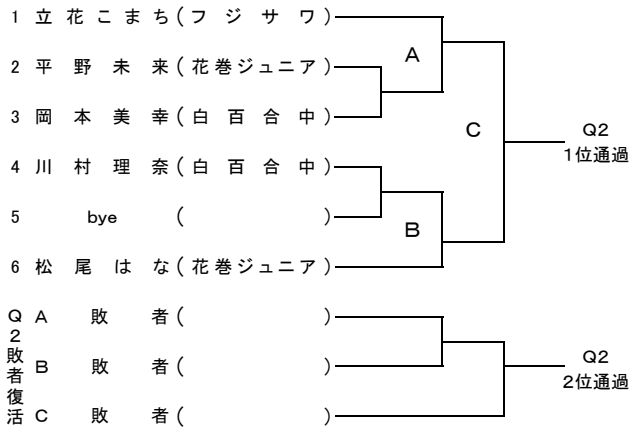 1 立花こまち(フジサワ)
A
2 平野未来(花巻ジュニア)
3 岡本美幸(白百合中)
C
Q2
1位通過
4 川村理奈(白百合中)
5 bye ( )
B
6 松尾はな(花巻ジュニア)
Q2敗者復活
A 敗者( )
B 敗者( )
Q2
2位通過
C 敗者( )